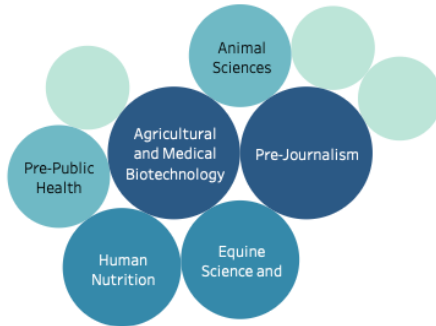 Animal
Sciences
Agricultural
and Medical
Biotechnology
Pre-Journalism
Pre-Public
Health
Human
Nutrition
Equine
Science and